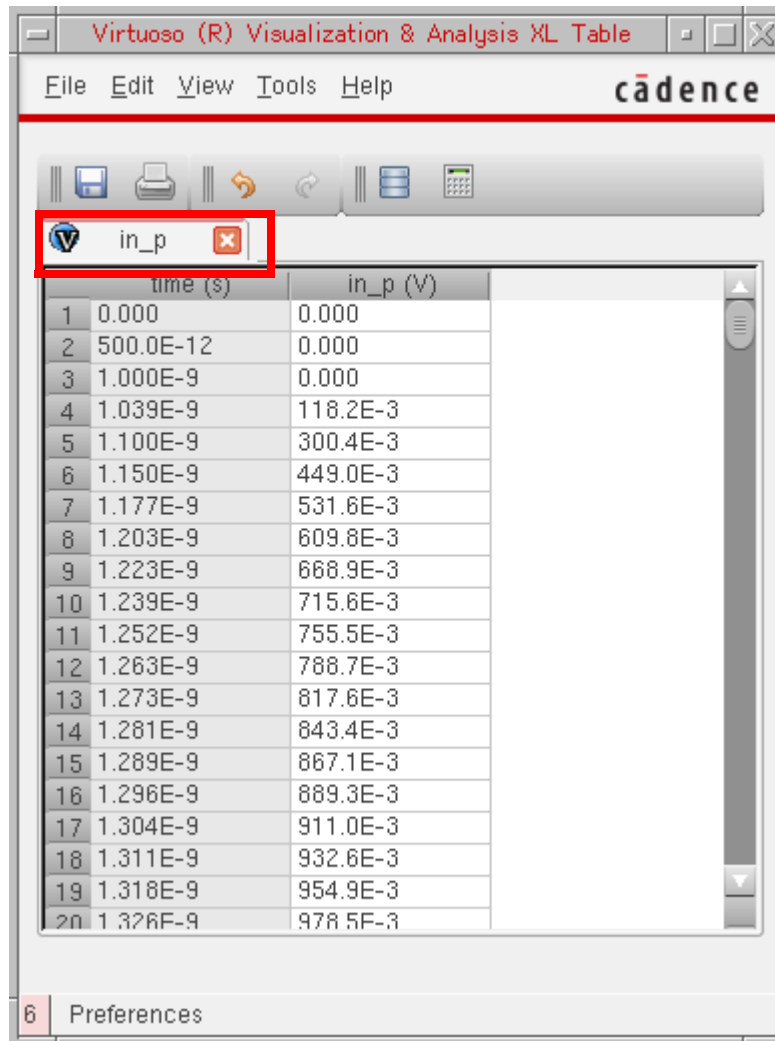 Virtuoso (R) Visualization & Analysis XL Table
File Edit View Tools Help cādence
in_p
time (s) in_p (V)
1 0.000 0.000
2 500.0E-12 0.000
3 1.000E-9 0.000
4 1.039E-9 118.2E-3
5 1.100E-9 300.4E-3
6 1.150E-9 449.0E-3
7 1.177E-9 531.6E-3
8 1.203E-9 609.8E-3
9 1.223E-9 668.9E-3
10 1.239E-9 715.6E-3
11 1.252E-9 755.5E-3
12 1.263E-9 788.7E-3
13 1.273E-9 817.6E-3
14 1.281E-9 843.4E-3
15 1.289E-9 867.1E-3
16 1.296E-9 889.3E-3
17 1.304E-9 911.0E-3
18 1.311E-9 932.6E-3
19 1.318E-9 954.9E-3
20 1.326E-9 978.5E-3
6 Preferences